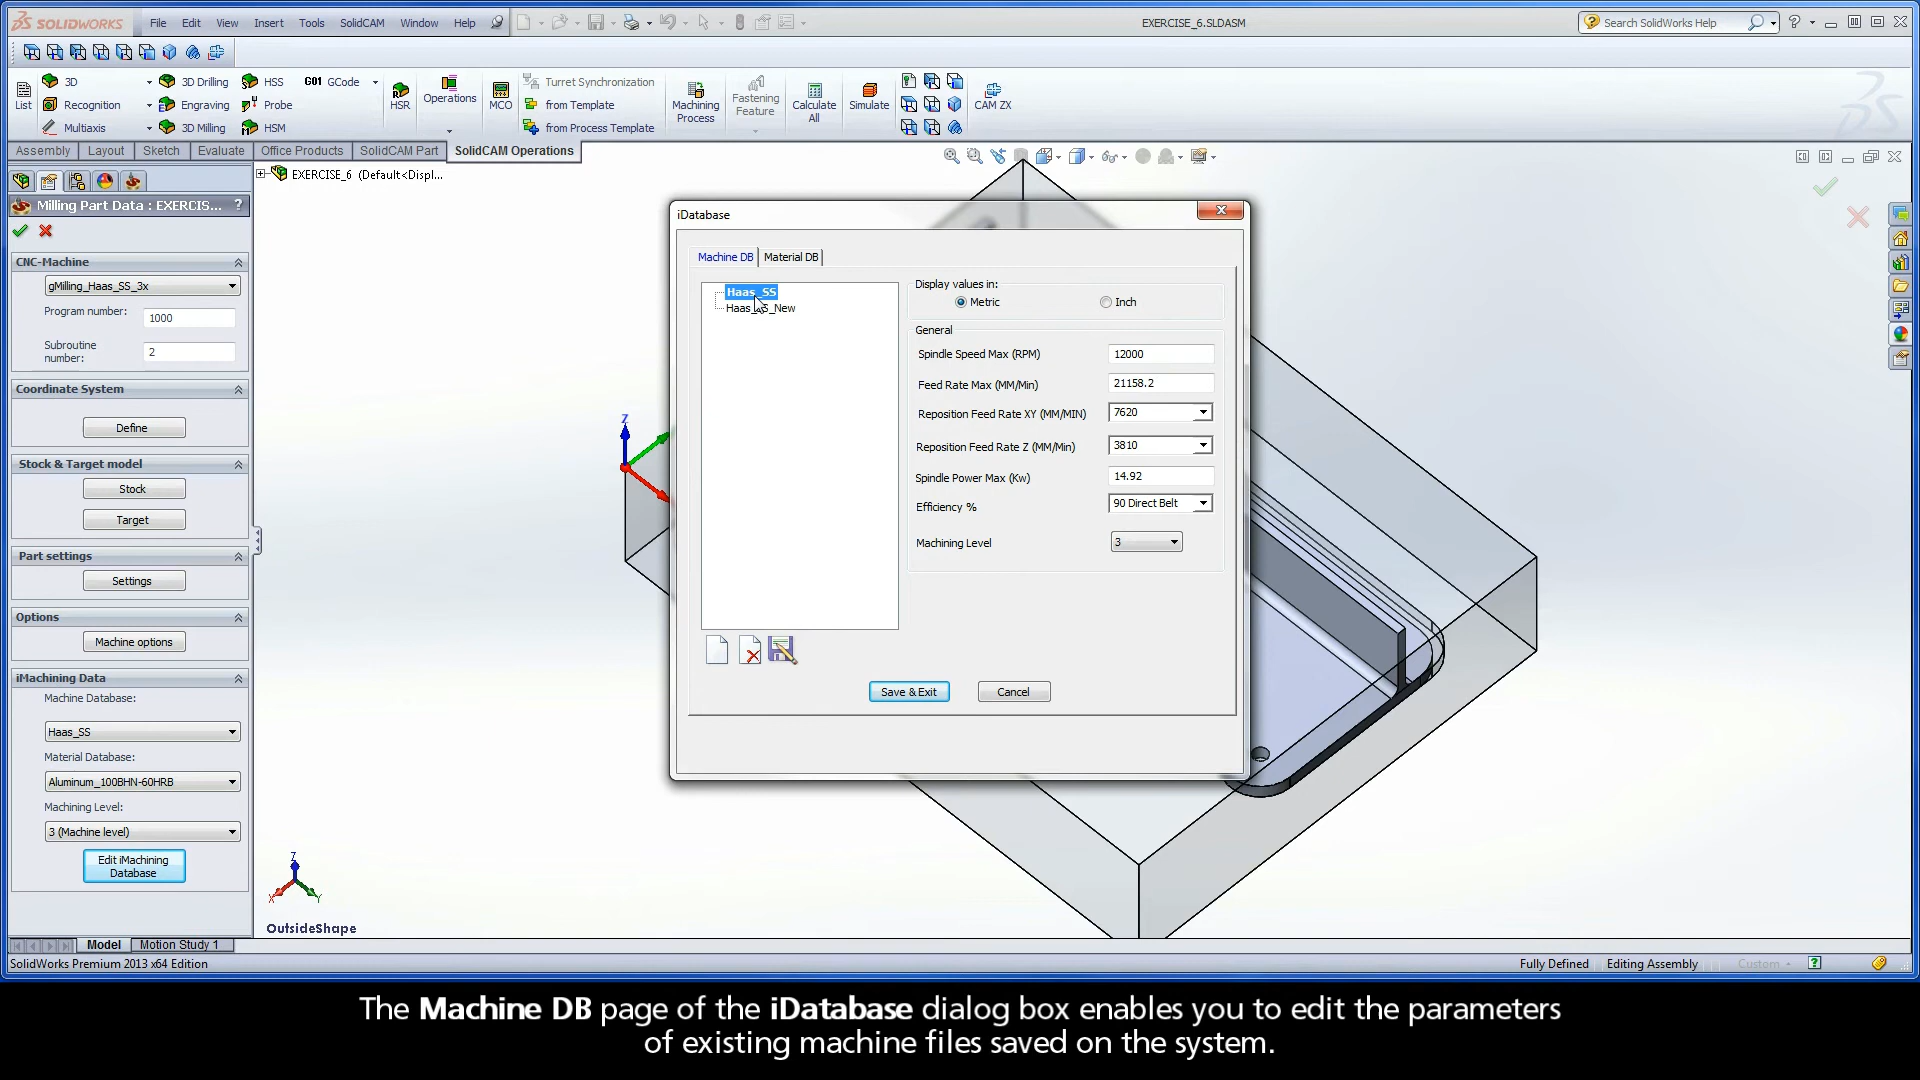 SOLIDWORKS File Edit View Insert Tools SolidCAM Window Help EXERCISE_6.SLDASM Search SolidWorks Help
3D 3D Drilling HSS G01 GCode Turret Synchronization
List Recognition Engraving Probe HSR Operations MCO from Template Machining Process Fastening Feature Calculate All Simulate CAM ZX
Multiaxis 3D Milling HSM from Process Template
Assembly Layout Sketch Evaluate Office Products SolidCAM Part SolidCAM Operations
EXERCISE_6 (Default<Displ...
Milling Part Data : EXERCIS... ?
CNC-Machine
gMilling_Haas_SS_3x
Program number: 1000
Subroutine number: 2
Coordinate System
Define
Stock & Target model
Stock
Target
Part settings
Settings
Options
Machine options
iMachining Data
Machine Database:
Haas_SS
Material Database:
Aluminum_100BHN-60HRB
Machining Level:
3 (Machine level)
Edit iMachining
Database
iDatabase
Machine DB Material DB
Haas_SS
Display values in:
Metric Inch
General
Spindle Speed Max (RPM) 12000
Feed Rate Max (MM/Min) 21158.2
Reposition Feed Rate XY (MM/MIN) 7620
Reposition Feed Rate Z (MM/Min) 3810
Spindle Power Max (Kw) 14.92
Efficiency % 90 Direct Belt
Machining Level 3
Save & Exit Cancel
Z
Z
X Y
OutsideShape
Model Motion Study 1
SolidWorks Premium 2013 x64 Edition Fully Defined Editing Assembly Custom
The Machine DB page of the iDatabase dialog box enables you to edit the parameters
of existing machine files saved on the system.